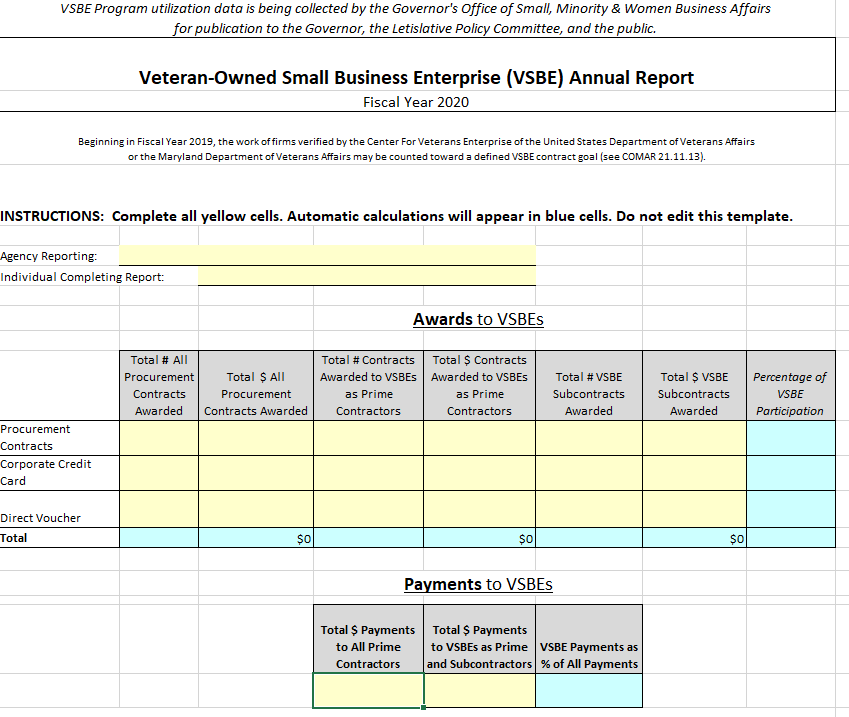 VSBE Program utilization data is being collected by the Governor's Office of Small, Minority & Women Business Affairs
for publication to the Governor, the Letislative Policy Committee, and the public.
Veteran-Owned Small Business Enterprise (VSBE) Annual Report
Fiscal Year 2020
Beginning in Fiscal Year 2019, the work of firms verified by the Center For Veterans Enterprise of the United States Department of Veterans Affairs
or the Maryland Department of Veterans Affairs may be counted toward a defined VSBE contract goal (see COMAR 21.11.13).
INSTRUCTIONS: Complete all yellow cells. Automatic calculations will appear in blue cells. Do not edit this template.
Agency Reporting:
Individual Completing Report:
Awards to VSBEs
Total # All
Procurement
Contracts
Awarded
Total $ All
Procurement
Contracts Awarded
Total # Contracts
Awarded to VSBEs
as Prime
Contractors
Total $ Contracts
Awarded to VSBEs
as Prime
Contractors
Total # VSBE
Subcontracts
Awarded
Total $ VSBE
Subcontracts
Awarded
Percentage of
VSBE
Participation
Procurement
Contracts
Corporate Credit
Card
Direct Voucher
Total $0 $0 $0
Payments to VSBEs
Total $ Payments
to All Prime
Contractors
Total $ Payments
to VSBEs as Prime
and Subcontractors
VSBE Payments as
% of All Payments